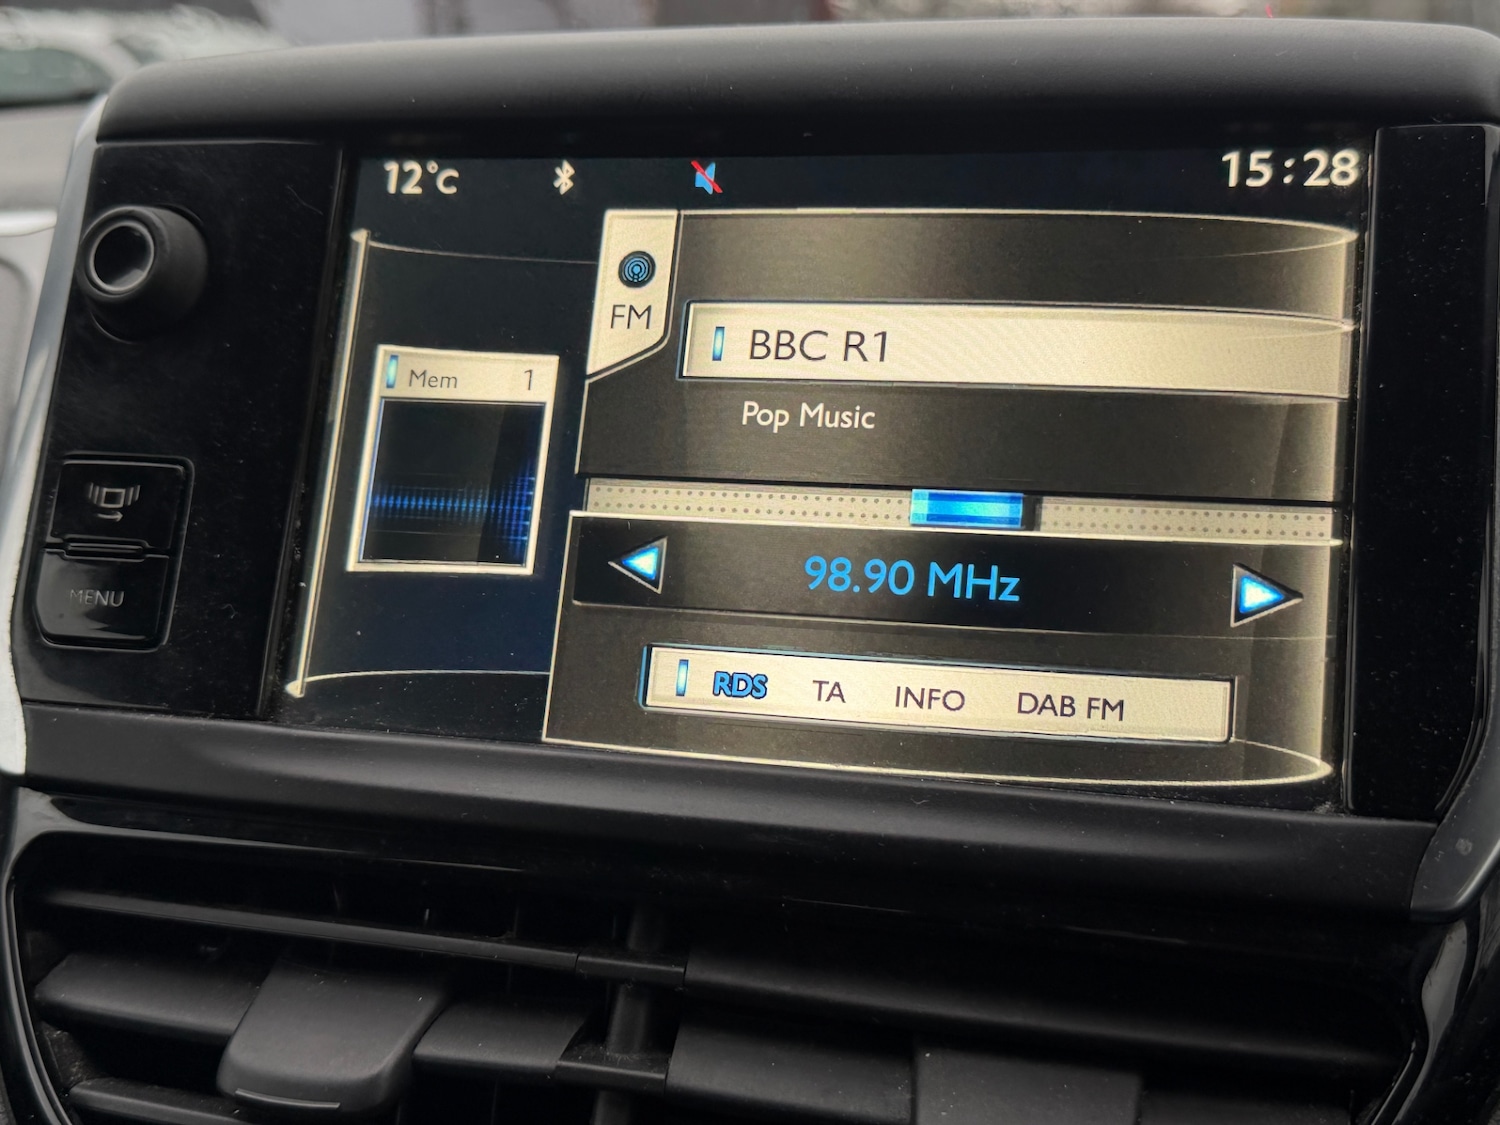 12°C 15:28
FM
BBC R1
Mem 1
Pop Music
98.90 MHz
MENU
RDS TA INFO DAB FM